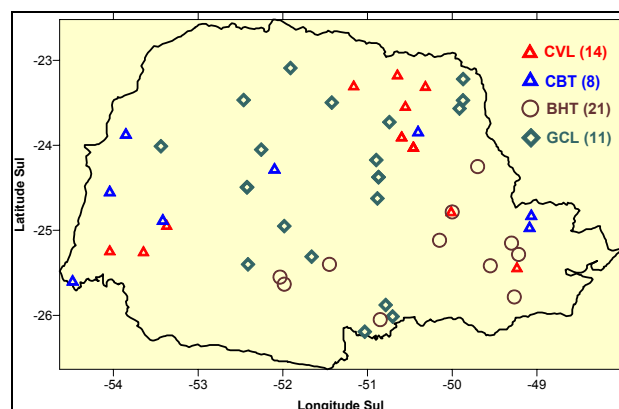 CVL (14)
CBT (8)
BHT (21)
GCL (11)
Latitude Sul
-23
-24
-25
-26
-54
-53
-52
-51
-50
-49
Longitude Sul